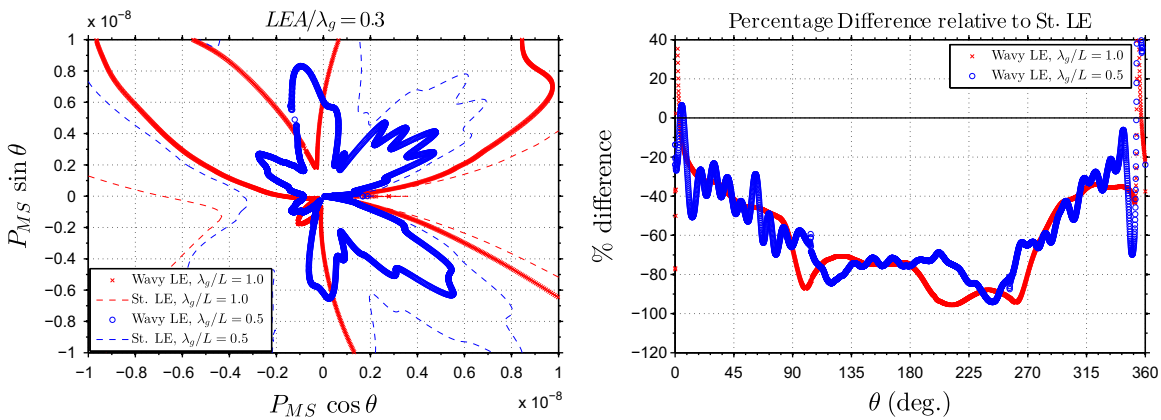 x 10⁻⁸
LEA/λ_g = 0.3
1
0.8
0.6
0.4
0.2
0
−0.2
−0.4
−0.6
−0.8
−1
P_MS sin θ
Wavy LE, λ_g/L = 1.0
St. LE, λ_g/L = 1.0
Wavy LE, λ_g/L = 0.5
St. LE, λ_g/L = 0.5
−1 −0.8 −0.6 −0.4 −0.2 0 0.2 0.4 0.6 0.8 1
P_MS cos θ
x 10⁻⁸
Percentage Difference relative to St. LE
40
20
0
−20
−40
−60
−80
−100
−120
% difference
Wavy LE, λ_g/L = 1.0
Wavy LE, λ_g/L = 0.5
0 45 90 135 180 225 270 315 360
θ (deg.)